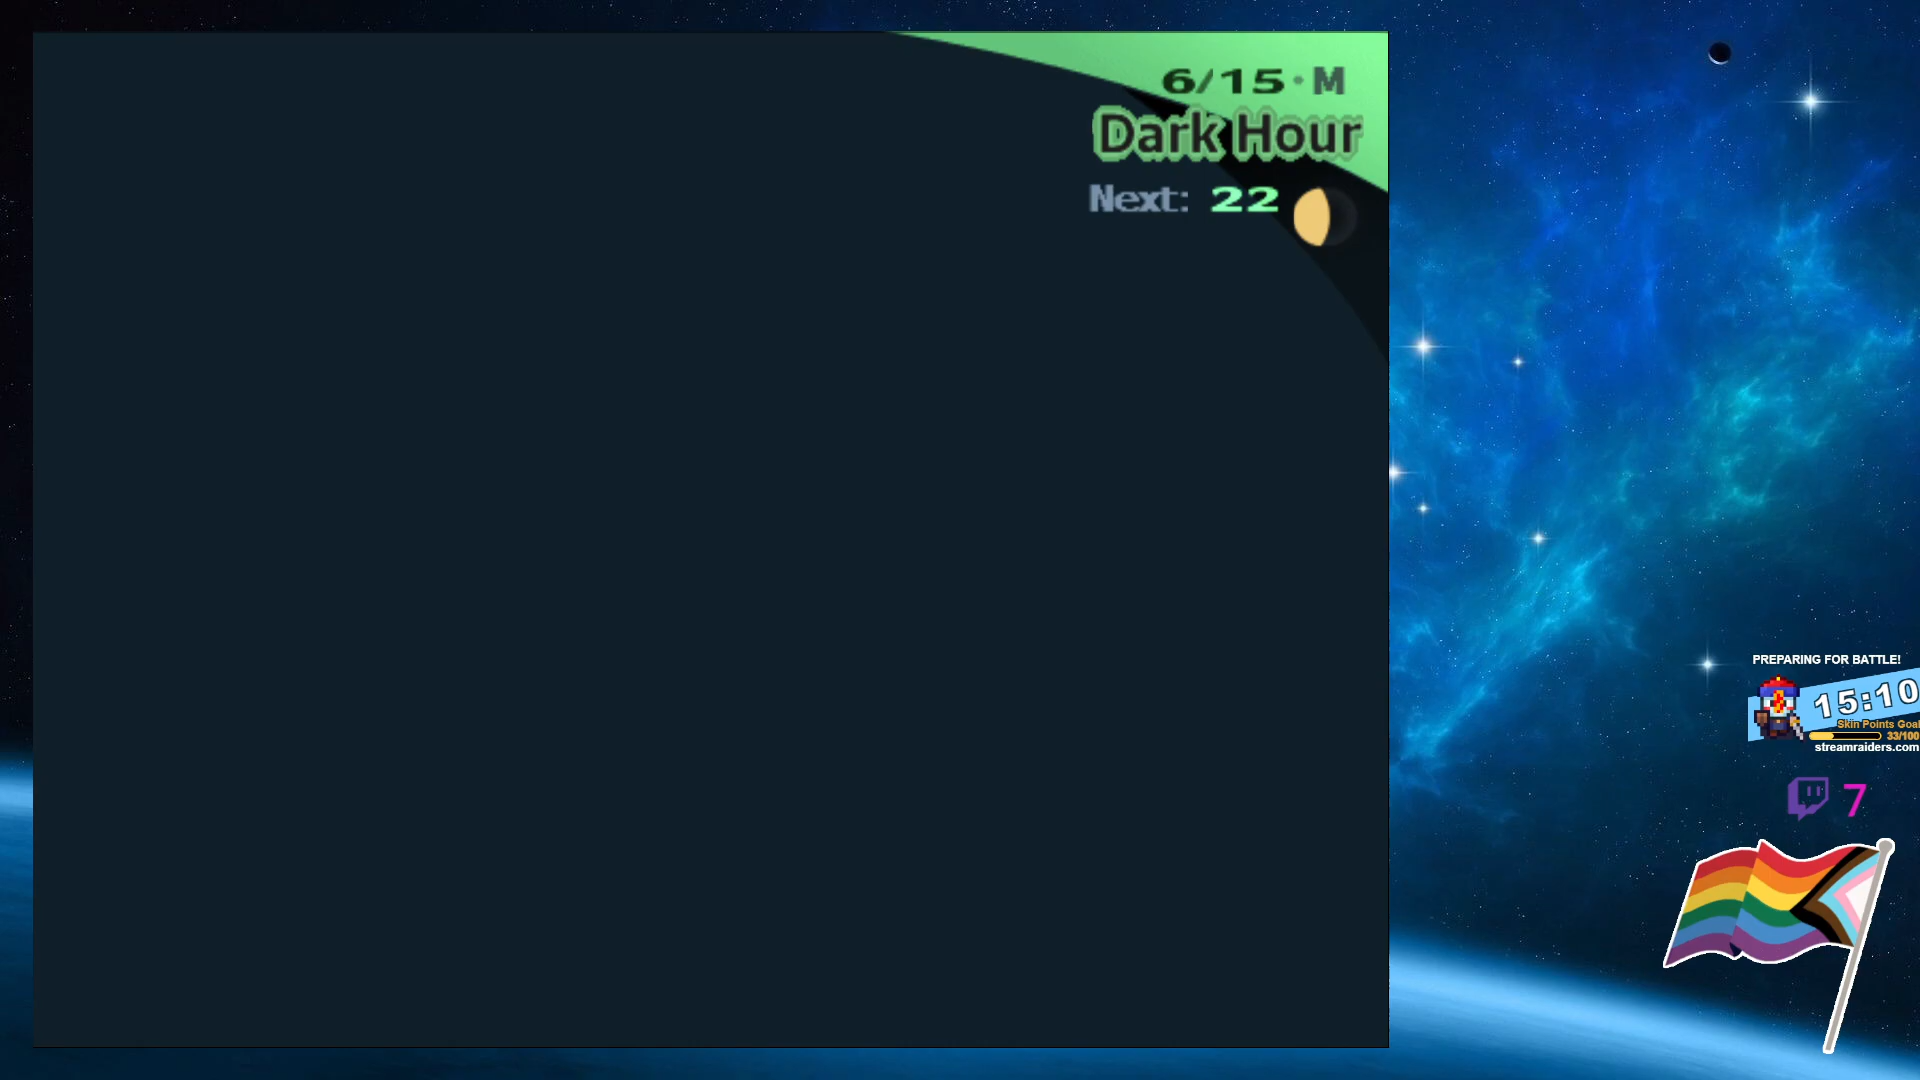 6/15・M
Dark Hour
Next: 22
PREPARING FOR BATTLE!
15:10
Skin Points Goal
33/100
streamraiders.com
7